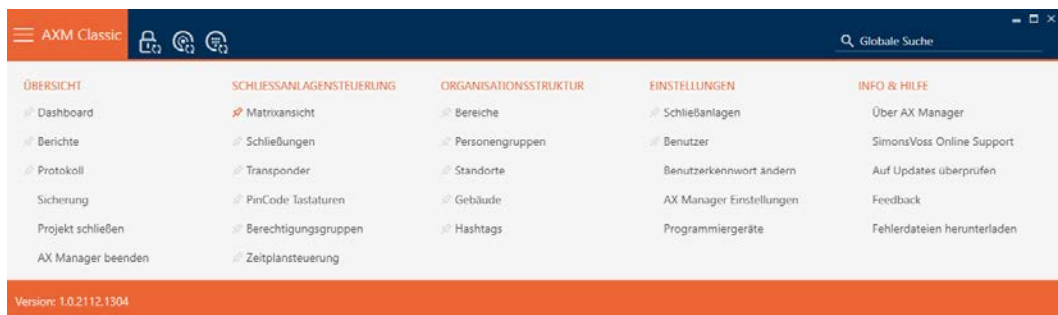 AXM Classic
Globale Suche
ÜBERSICHT
Dashboard
Berichte
Protokoll
Sicherung
Projekt schließen
AX Manager beenden
SCHLIESSANLAGENSTEUERUNG
Matrixansicht
Schließungen
Transponder
PinCode Tastaturen
Berechtigungsgruppen
Zeitplansteuerung
ORGANISATIONSSTRUKTUR
Bereiche
Personengruppen
Standorte
Gebäude
Hashtags
EINSTELLUNGEN
Schließanlagen
Benutzer
Benutzerkennwort ändern
AX Manager Einstellungen
Programmiergeräte
INFO & HILFE
Über AX Manager
SimonsVoss Online Support
Auf Updates überprüfen
Feedback
Fehlerdateien herunterladen
Version: 1.0.2112.1304